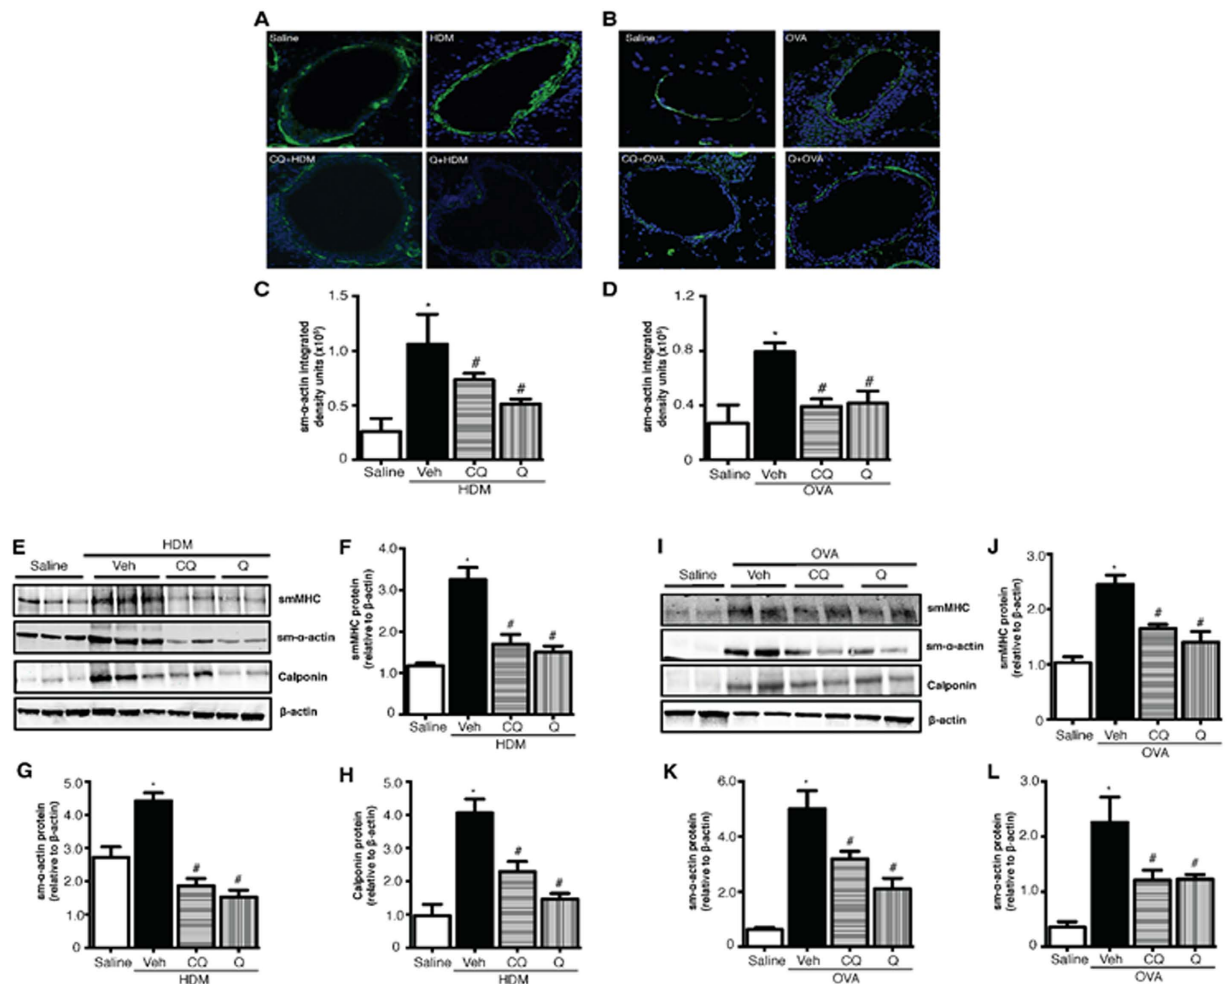 A
B
Saline
HDM
CQ+HDM
Q+HDM
Saline
OVA
CQ+OVA
Q+OVA
C
sm-α-actin integrated
density units (x10⁵)
1.5
1.0
0.5
0
*
#
#
Saline
Veh
CQ
Q
HDM
D
sm-α-actin integrated
density units (x10⁵)
1.2
0.8
0.4
0
*
#
#
Saline
Veh
CQ
Q
OVA
E
HDM
Saline
Veh
CQ
Q
smMHC
sm-α-actin
Calponin
β-actin
F
smMHC protein
(relative to β-actin)
4.0
3.0
2.0
1.0
0
*
#
#
Saline
Veh
CQ
Q
HDM
I
OVA
Saline
Veh
CQ
Q
smMHC
sm-α-actin
Calponin
β-actin
J
smMHC protein
(relative to β-actin)
3.0
2.0
1.0
0
*
#
#
Saline
Veh
CQ
Q
OVA
G
sm-α-actin protein
(relative to β-actin)
5.0
4.0
3.0
2.0
1.0
0
*
#
#
Saline
Veh
CQ
Q
HDM
H
Calponin protein
(relative to β-actin)
5.0
4.0
3.0
2.0
1.0
0
*
#
#
Saline
Veh
CQ
Q
HDM
K
sm-α-actin protein
(relative to β-actin)
6.0
4.0
2.0
0
*
#
#
Saline
Veh
CQ
Q
OVA
L
sm-α-actin protein
(relative to β-actin)
3.0
2.0
1.0
0
*
#
#
Saline
Veh
CQ
Q
OVA